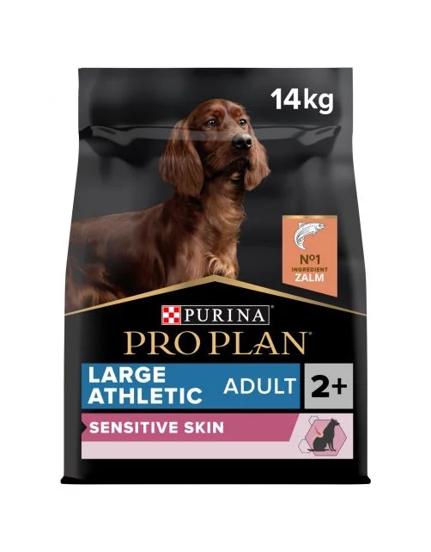 14kg
Nº1
INGREDIENT
ZALM
PURINA
PRO PLAN
LARGE
ATHLETIC
ADULT
2+
SENSITIVE SKIN